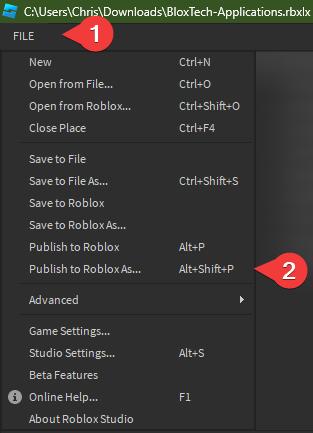 C:\Users\Chris\Downloads\BloxTech-Applications.rbxlx
FILE 1
New Ctrl+N
Open from File... Ctrl+O
Open from Roblox... Ctrl+Shift+O
Close Place Ctrl+F4
Save to File
Save to File As... Ctrl+Shift+S
Save to Roblox
Save to Roblox As...
Publish to Roblox Alt+P
Publish to Roblox As... Alt+Shift+P 2
Advanced
Game Settings...
Studio Settings... Alt+S
Beta Features
Online Help... F1
About Roblox Studio